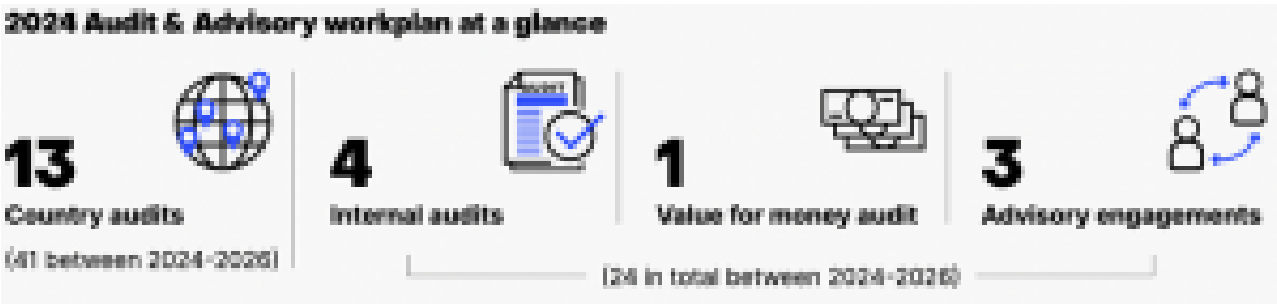 2024 Audit & Advisory workplan at a glance
13
Country audits
(41 between 2024-2026)
4
Internal audits
1
Value for money audit
3
Advisory engagements
(24 in total between 2024-2026)